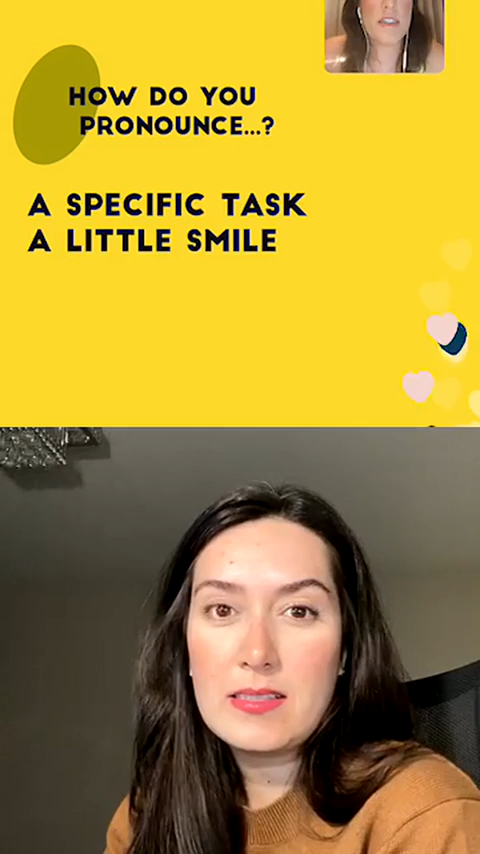 HOW DO YOU
PRONOUNCE...?
A SPECIFIC TASK
A LITTLE SMILE